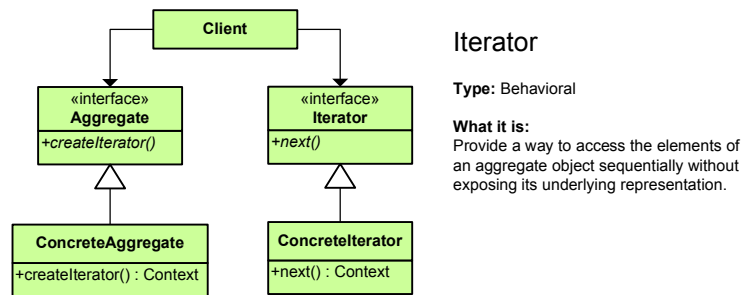 Client
«interface»
Aggregate
+createIterator()
«interface»
Iterator
+next()
ConcreteAggregate
+createIterator() : Context
ConcreteIterator
+next() : Context
Iterator
Type: Behavioral
What it is:
Provide a way to access the elements of
an aggregate object sequentially without
exposing its underlying representation.